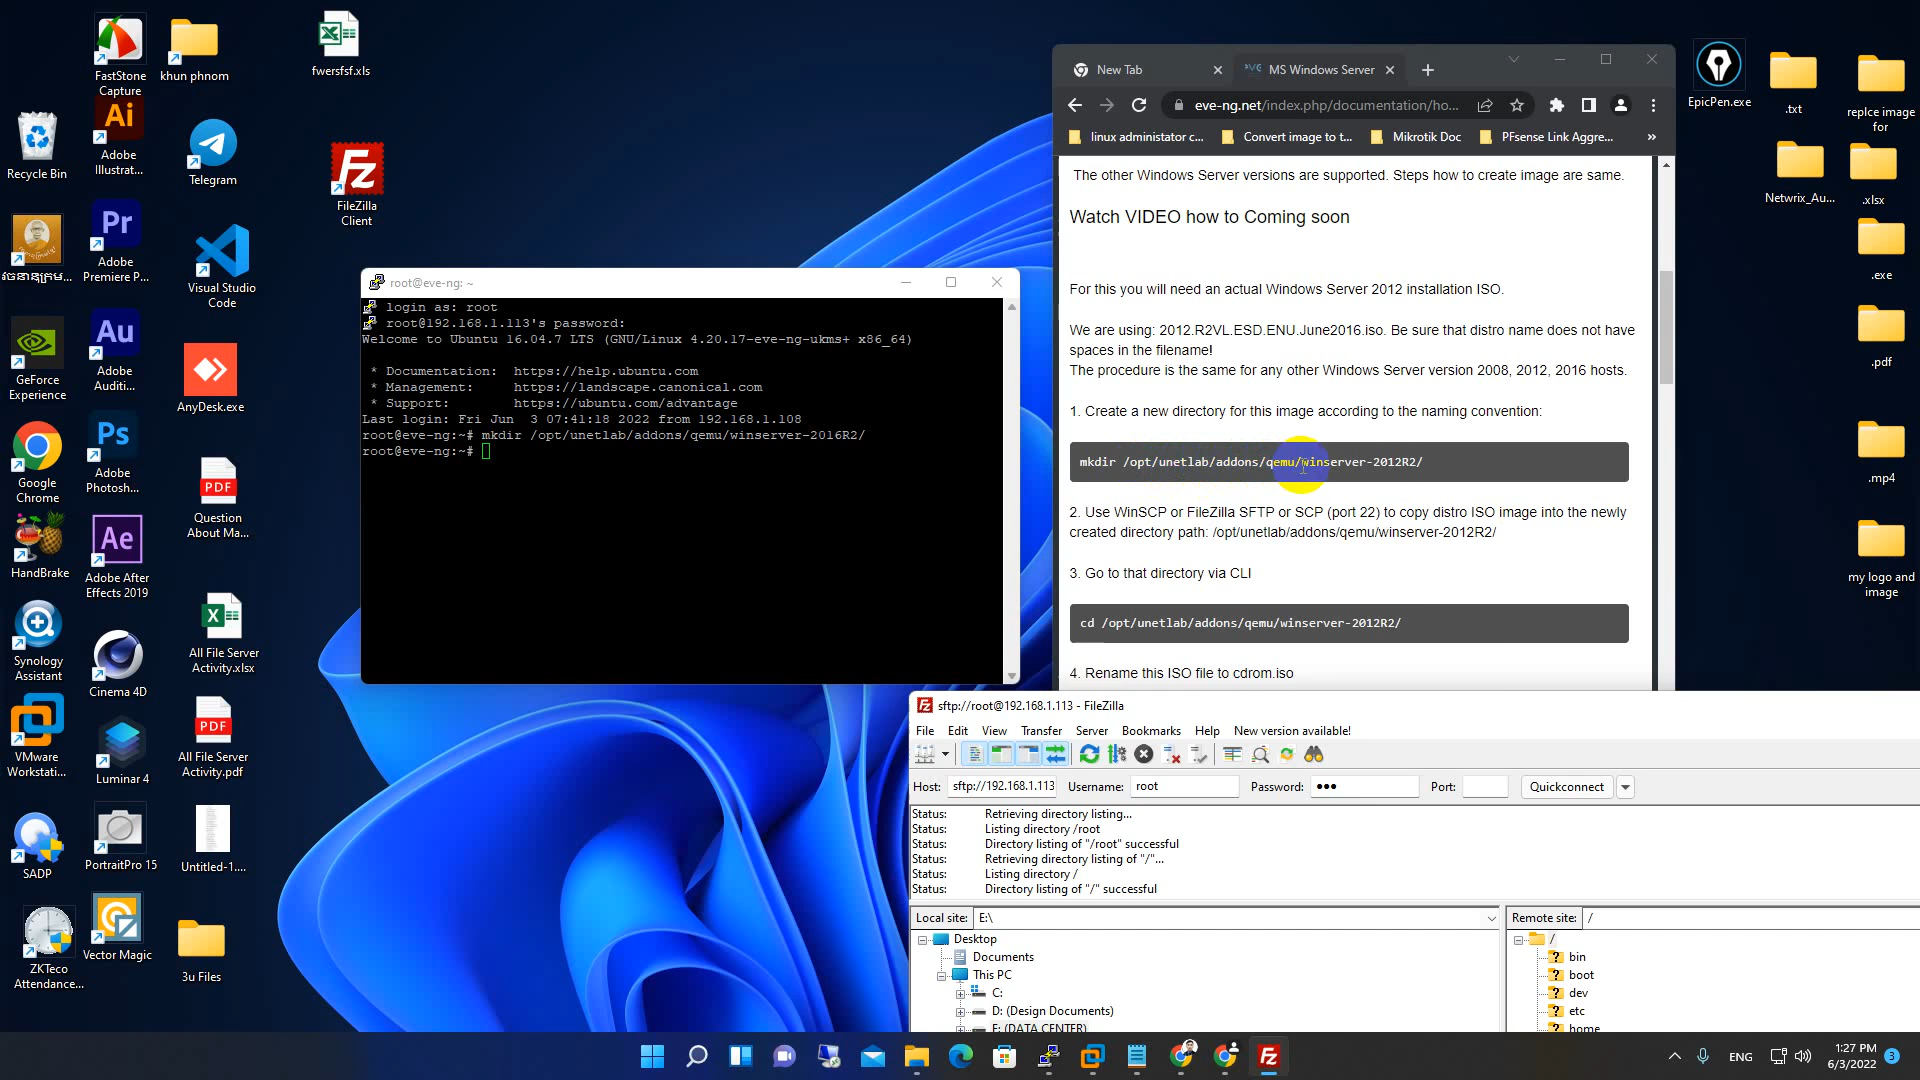 FastStone
Capture
khun phnom
fwersfsf.xls
Recycle Bin
Adobe
Illustrat...
Telegram
FileZilla
Client
Adobe
Premiere P...
Visual Studio
Code
GeForce
Experience
Adobe
Auditi...
AnyDesk.exe
Google
Chrome
Adobe
Photosh...
PDF
Question
About Ma...
HandBrake
Adobe After
Effects 2019
Synology
Assistant
Cinema 4D
All File Server
Activity.xlsx
VMware
Workstati...
Luminar 4
PDF
All File Server
Activity.pdf
SADP
PortraitPro 15
Untitled-1....
ZKTeco
Attendance...
Vector Magic
3u Files
root@eve-ng: ~
login as: root
root@192.168.1.113's password:
Welcome to Ubuntu 16.04.7 LTS (GNU/Linux 4.20.17-eve-ng-ukms+ x86_64)
* Documentation: https://help.ubuntu.com
* Management: https://landscape.canonical.com
* Support: https://ubuntu.com/advantage
Last login: Fri Jun 3 07:41:18 2022 from 192.168.1.108
root@eve-ng:~# mkdir /opt/unetlab/addons/qemu/winserver-2016R2/
root@eve-ng:~#
New Tab
MS Windows Server
eve-ng.net/index.php/documentation/ho...
linux administator c...
Convert image to t...
Mikrotik Doc
PFsense Link Aggre...
»
The other Windows Server versions are supported. Steps how to create image are same.
Watch VIDEO how to Coming soon
For this you will need an actual Windows Server 2012 installation ISO.
We are using: 2012.R2VL.ESD.ENU.June2016.iso. Be sure that distro name does not have
spaces in the filename!
The procedure is the same for any other Windows Server version 2008, 2012, 2016 hosts.
1. Create a new directory for this image according to the naming convention:
mkdir /opt/unetlab/addons/qemu/winserver-2012R2/
2. Use WinSCP or FileZilla SFTP or SCP (port 22) to copy distro ISO image into the newly
created directory path: /opt/unetlab/addons/qemu/winserver-2012R2/
3. Go to that directory via CLI
cd /opt/unetlab/addons/qemu/winserver-2012R2/
4. Rename this ISO file to cdrom.iso
EpicPen.exe
.txt
replce image
for
Netwrix_Au...
.xlsx
.exe
.pdf
.mp4
my logo and
image
sftp://root@192.168.1.113 - FileZilla
File Edit View Transfer Server Bookmarks Help New version available!
Host: sftp://192.168.1.113 Username: root Password: ●●● Port: Quickconnect
Status: Retrieving directory listing...
Status: Listing directory /root
Status: Directory listing of "/root" successful
Status: Retrieving directory listing of "/"...
Status: Listing directory /
Status: Directory listing of "/" successful
Local site: E:\
Desktop
Documents
This PC
C:
D: (Design Documents)
E: (DATA CENTER)
Remote site: /
/
bin
boot
dev
etc
home
ENG
1:27 PM
6/3/2022
3